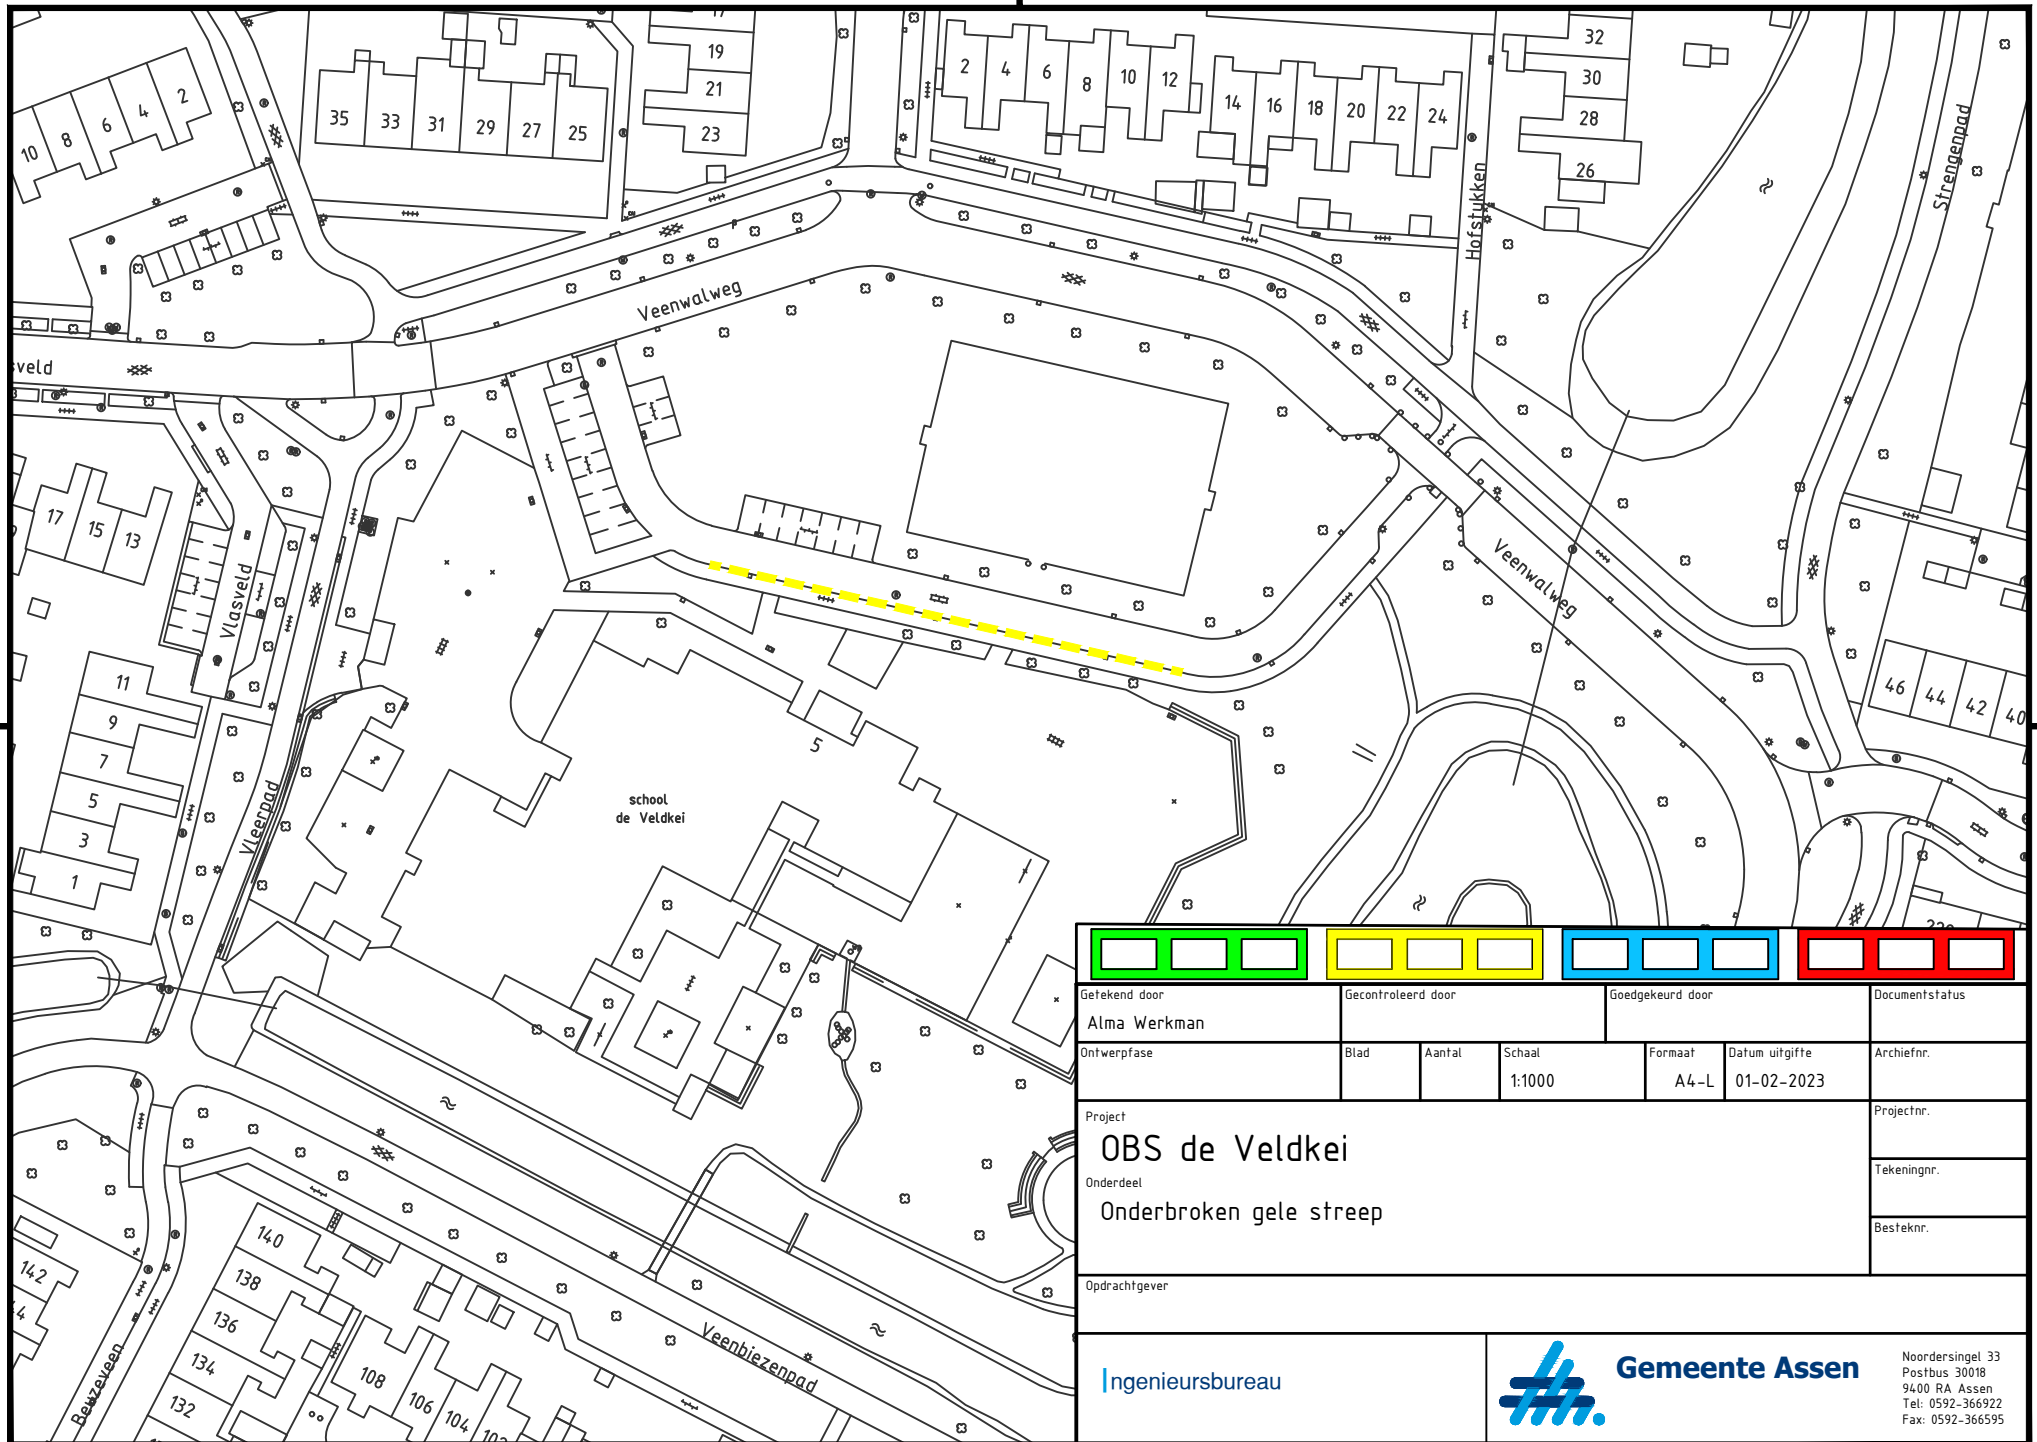 17
19
21
23
32
30
28
26
2
4
6
8
10
12
14
16
18
20
22
24
35
33
31
29
27
25
2
4
6
8
10
Strengenpad
Hofstukken
Veenwalweg
sveld
17
15
13
Vlasveld
Veenwalweg
11
9
7
5
3
1
Vleerpad
5
school
de Veldkei
46
44
42
40
Getekend door
Alma Werkman
Gecontroleerd door
Goedgekeurd door
Documentstatus
Ontwerpfase
Blad
Aantal
Schaal
1:1000
Formaat
A4-L
Datum uitgifte
01-02-2023
Archiefnr.
Project
OBS de Veldkei
Projectnr.
Onderdeel
Onderbroken gele streep
Tekeningnr.
Besteknr.
Opdrachtgever
Ingenieursbureau
Gemeente Assen
Noordersingel 33
Postbus 30018
9400 RA Assen
Tel: 0592-366922
Fax: 0592-366595
142
140
138
136
134
132
108
106
104
102
Veenbiezenpad
Beuzeveen